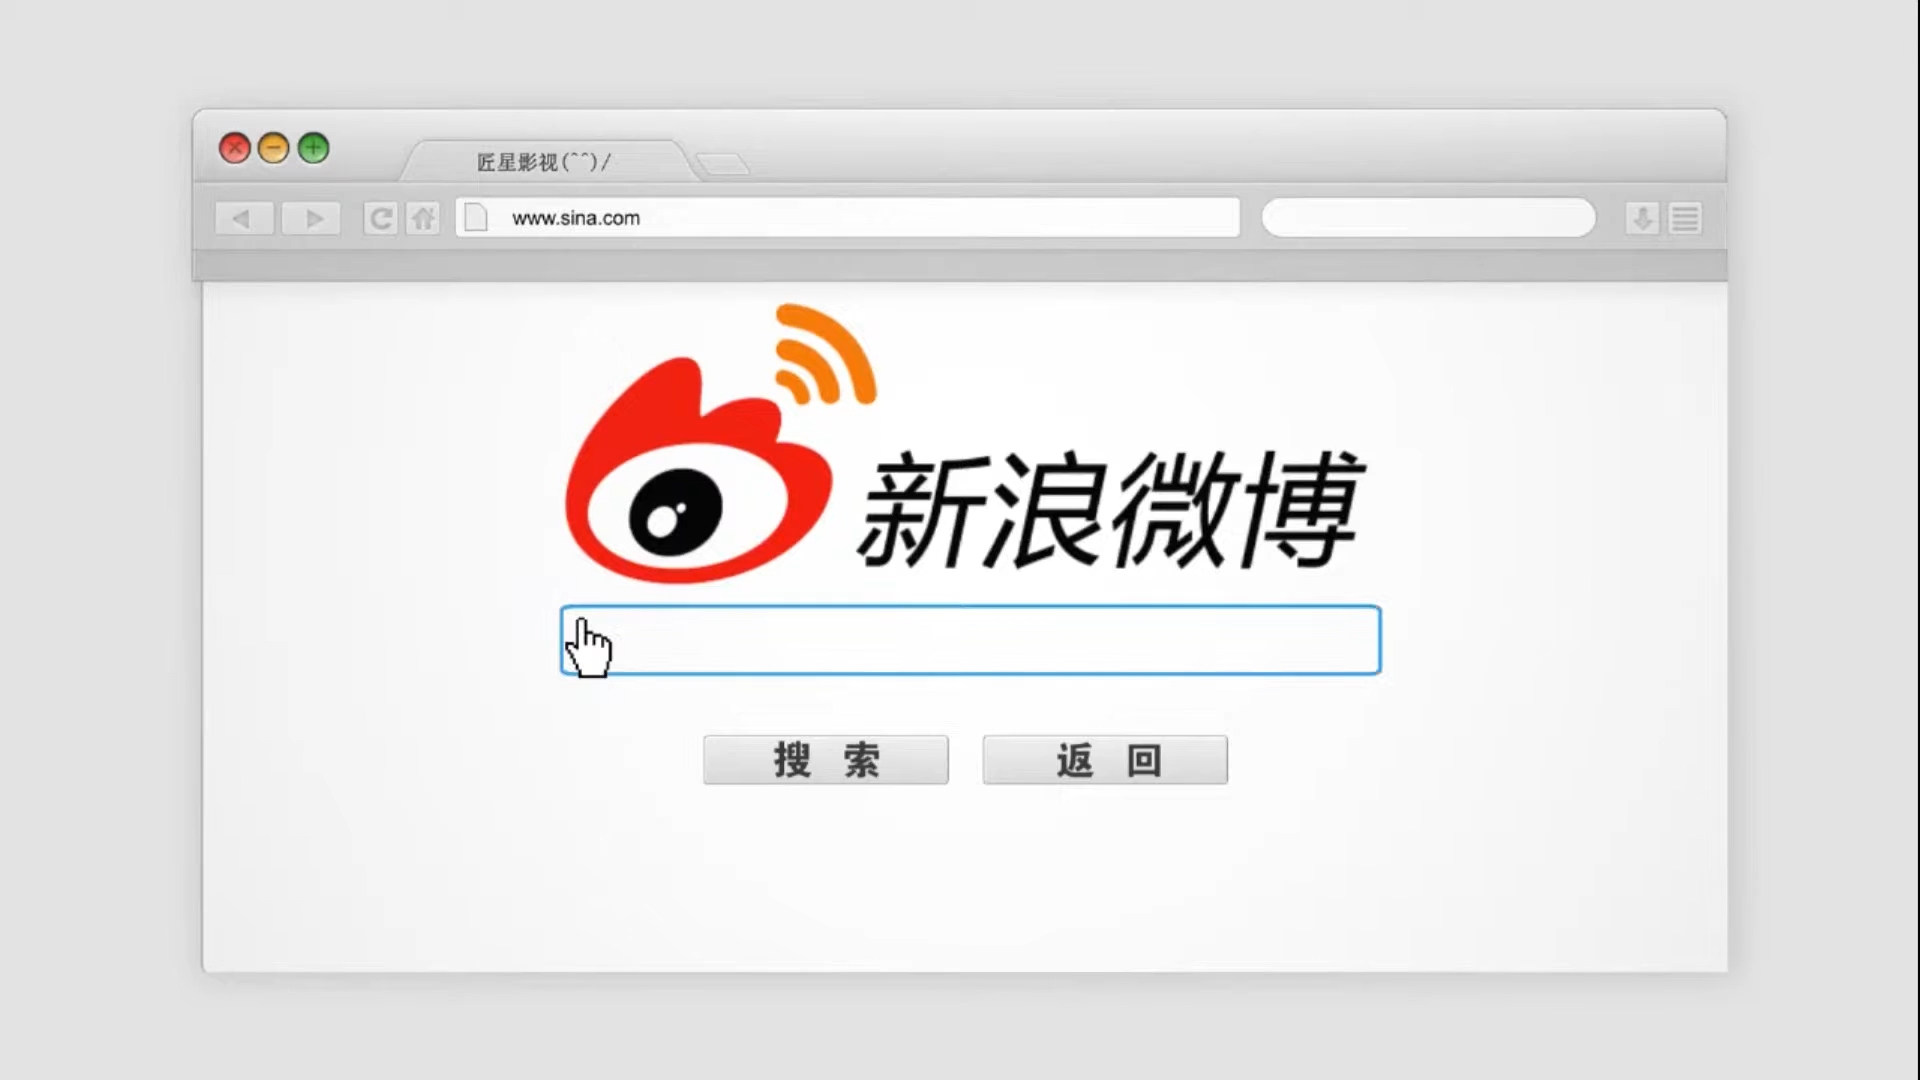 匠星影视(^^)/
www.sina.com
新浪微博
搜 索
返 回